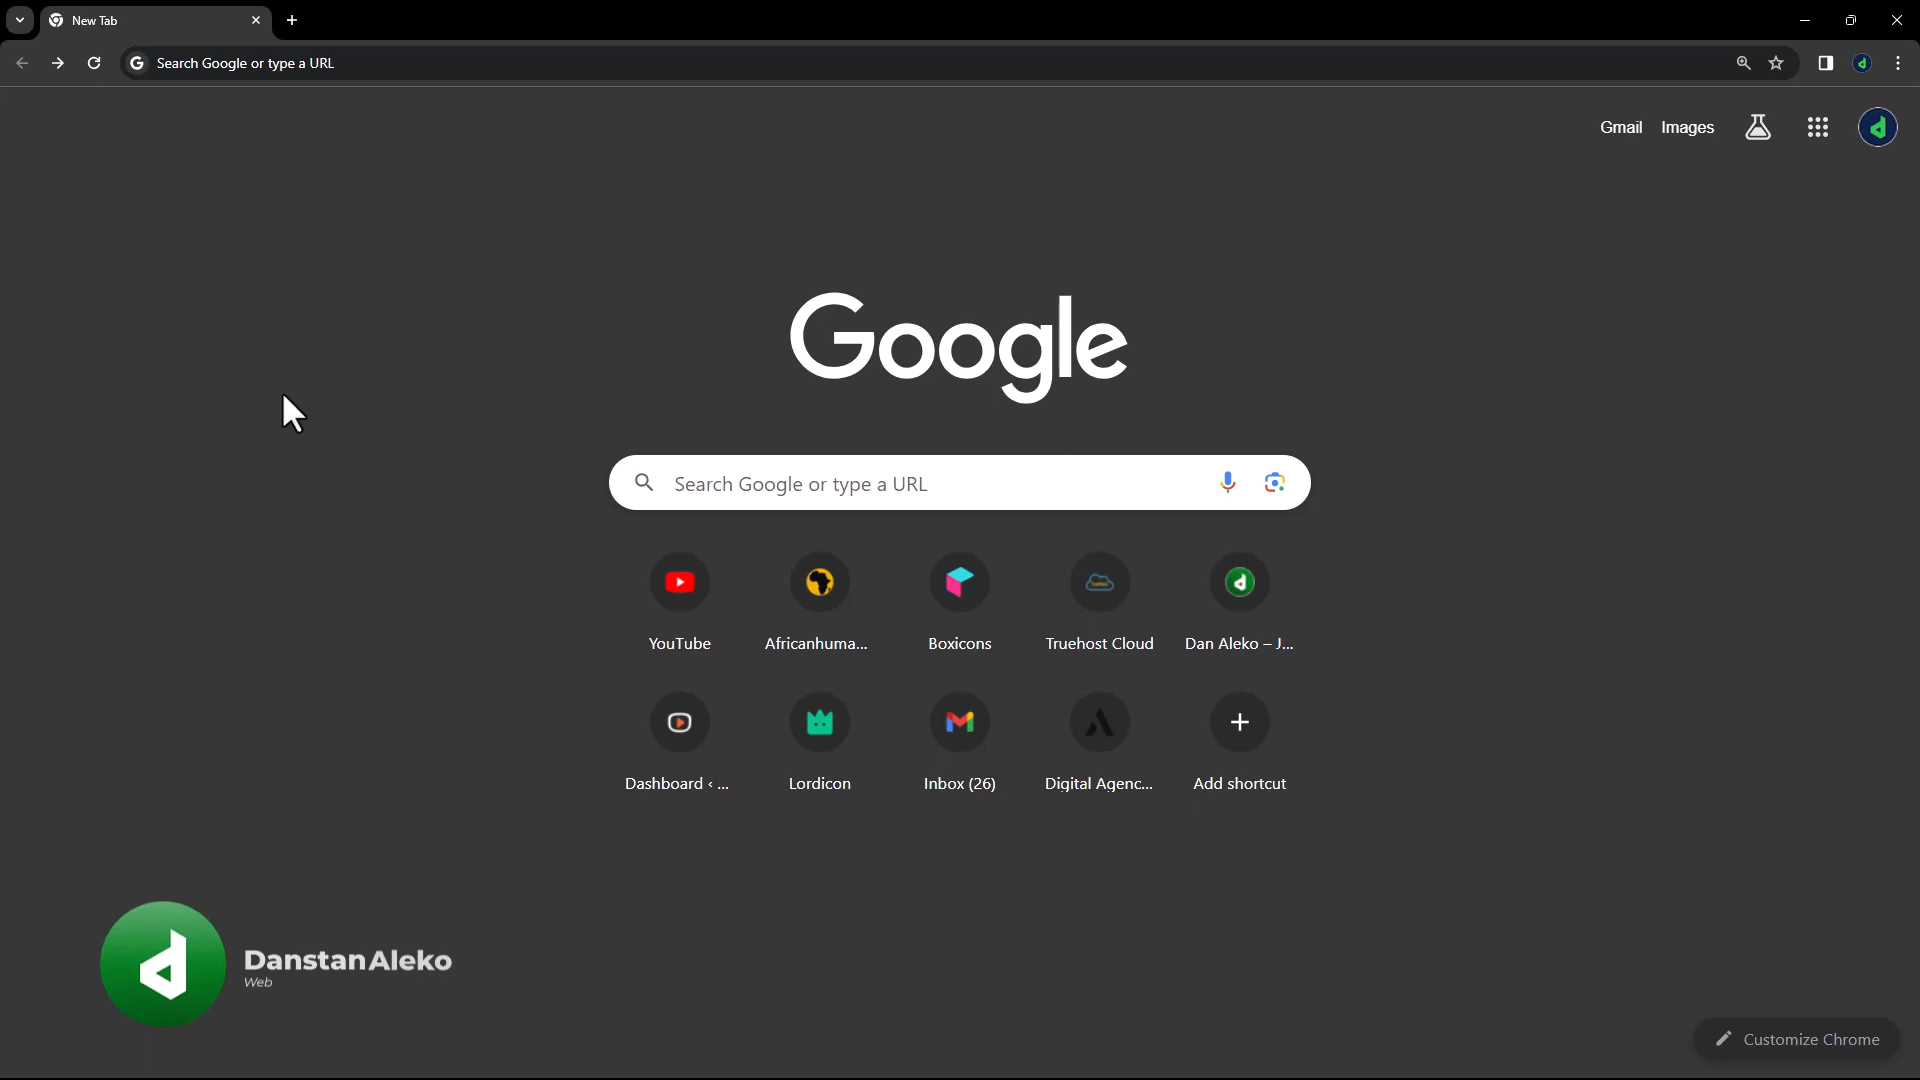 New Tab
Search Google or type a URL
Gmail Images
Google
Search Google or type a URL
YouTube Africanhuma... Boxicons Truehost Cloud Dan Aleko – J...
Dashboard ‹ ... Lordicon Inbox (26) Digital Agenc... Add shortcut
DanstanAleko
Web
Customize Chrome